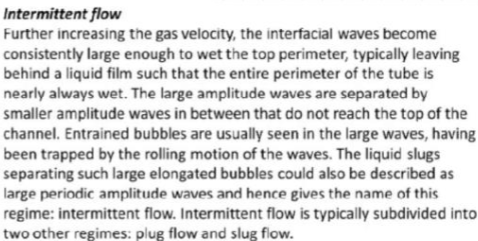 Intermittent flow
Further increasing the gas velocity, the interfacial waves become
consistently large enough to wet the top perimeter, typically leaving
behind a liquid film such that the entire perimeter of the tube is
nearly always wet. The large amplitude waves are separated by
smaller amplitude waves in between that do not reach the top of the
channel. Entrained bubbles are usually seen in the large waves, having
been trapped by the rolling motion of the waves. The liquid slugs
separating such large elongated bubbles could also be described as
large periodic amplitude waves and hence gives the name of this
regime: intermittent flow. Intermittent flow is typically subdivided into
two other regimes: plug flow and slug flow.